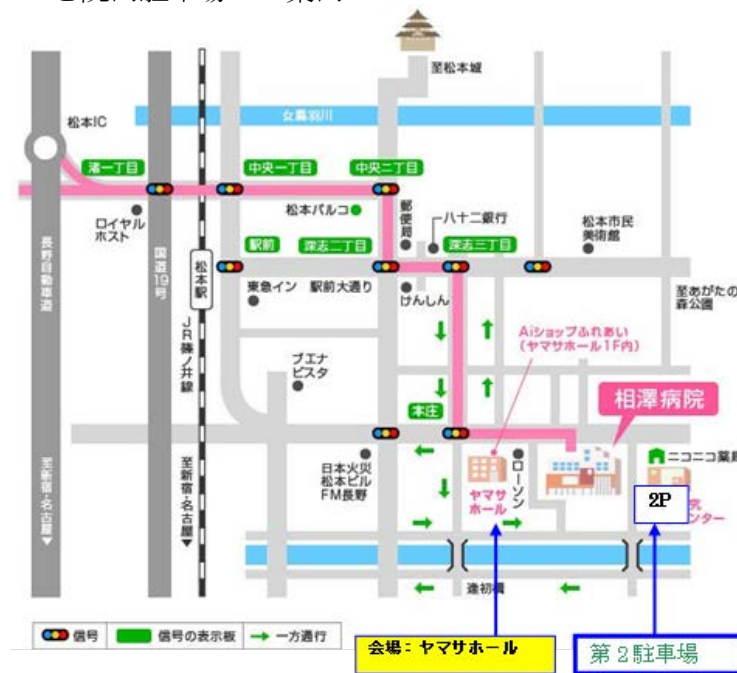 至松本城
女鳥羽川
松本IC
渚一丁目
中央一丁目
中央二丁目
ロイヤル
ホスト
松本パルコ
郵便局
八十二銀行
松本市民
美術館
駅前
深志二丁目
深志三丁目
長野自動車道
国道19号
松本駅
東急イン
駅前大通り
けんしん
至あがたの
森公園
JR篠ノ井線
Aiショップふれあい
(ヤマサホール1F内)
ブエナ
ビスタ
本庄
相澤病院
日本火災
松本ビル
FM長野
ヤマサ
ホール
ローソン
ニコニコ薬局
2P
究
ンター
至新宿・名古屋▼
至新宿・名古屋▼
逢初橋
信号
信号の表示板
一方通行
会場：ヤマサホール
第2駐車場